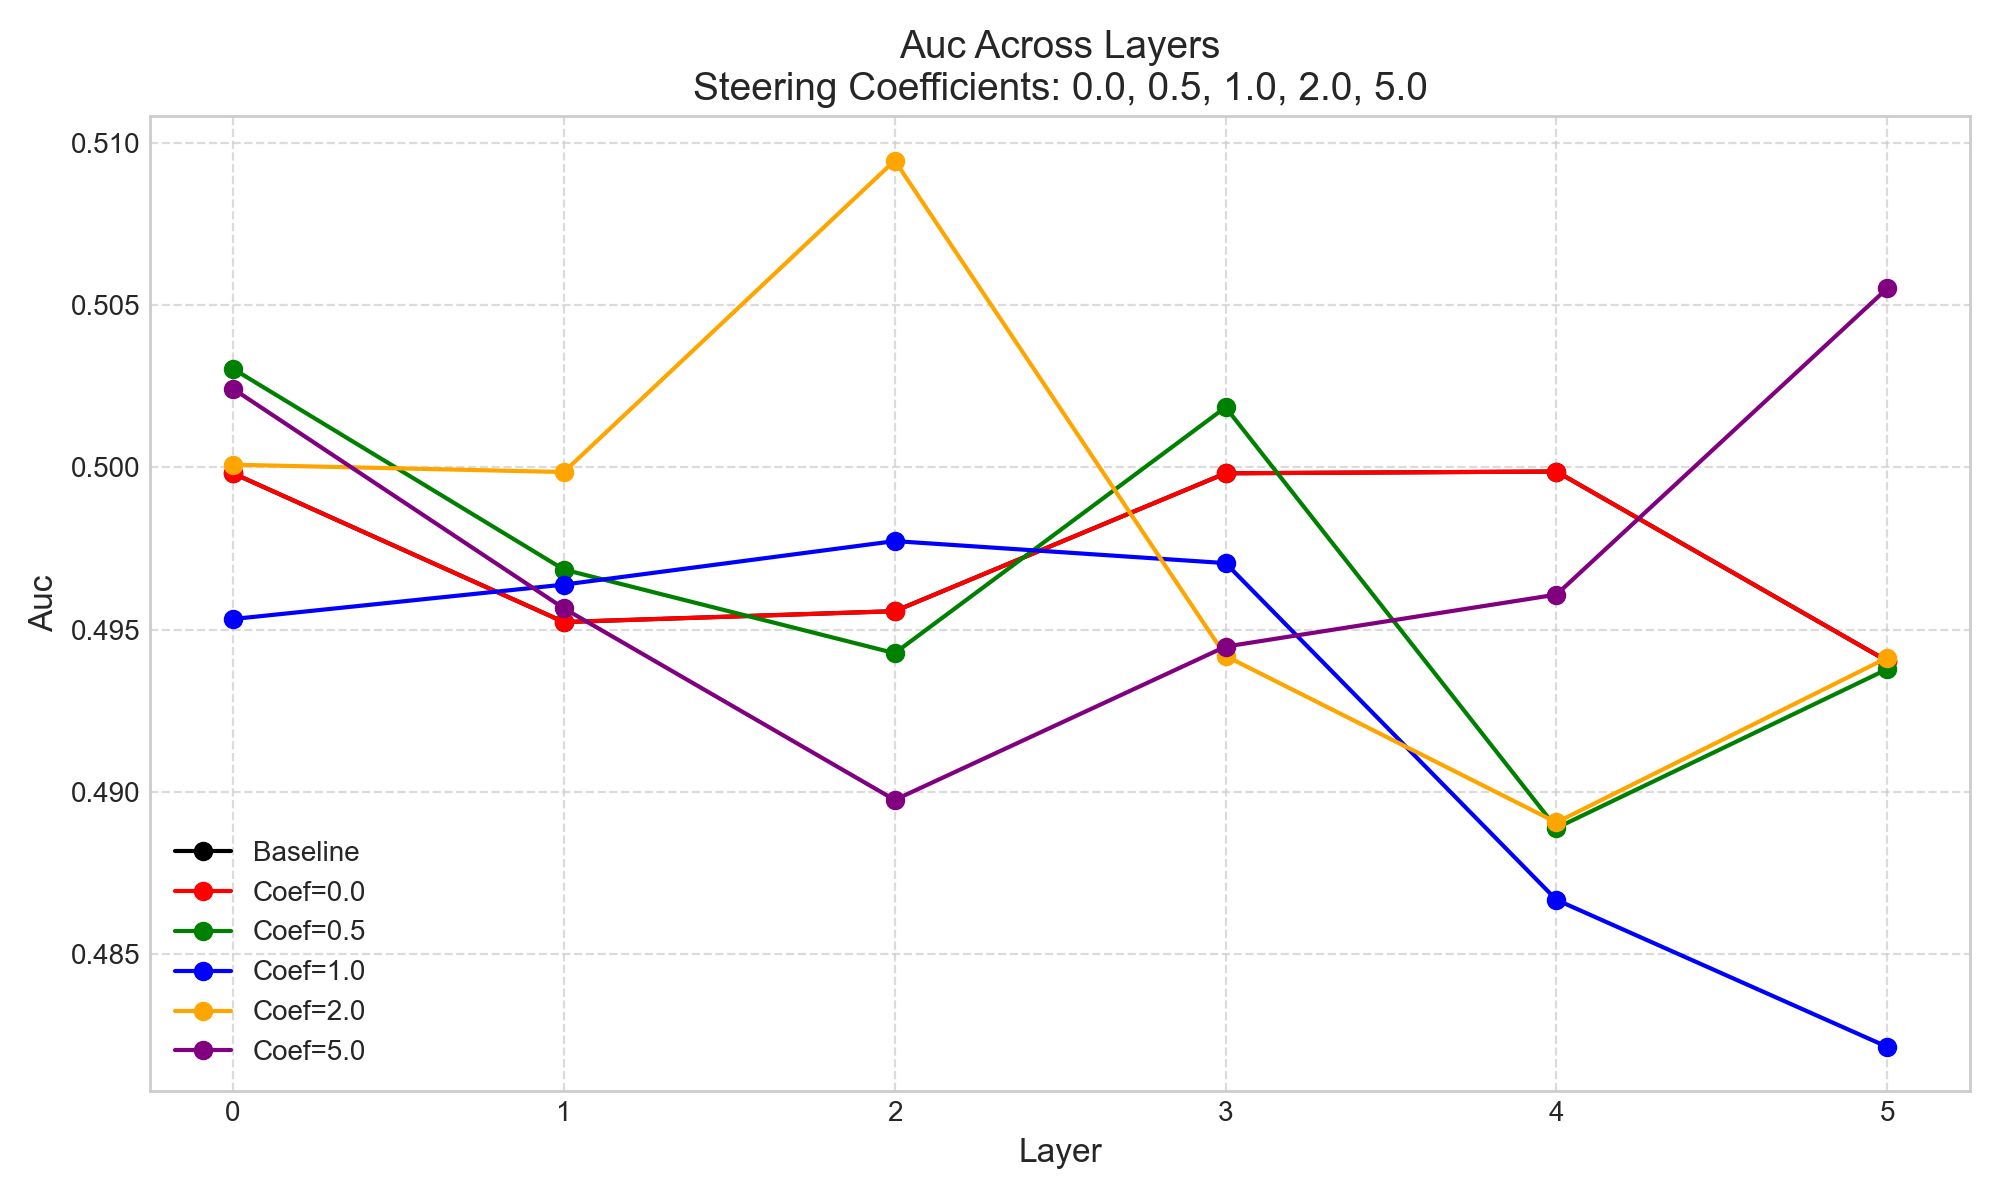 Auc Across Layers
Steering Coefficients: 0.0, 0.5, 1.0, 2.0, 5.0
Auc
0.510
0.505
0.500
0.495
0.490
0.485
Baseline
Coef=0.0
Coef=0.5
Coef=1.0
Coef=2.0
Coef=5.0
0 1 2 3 4 5
Layer